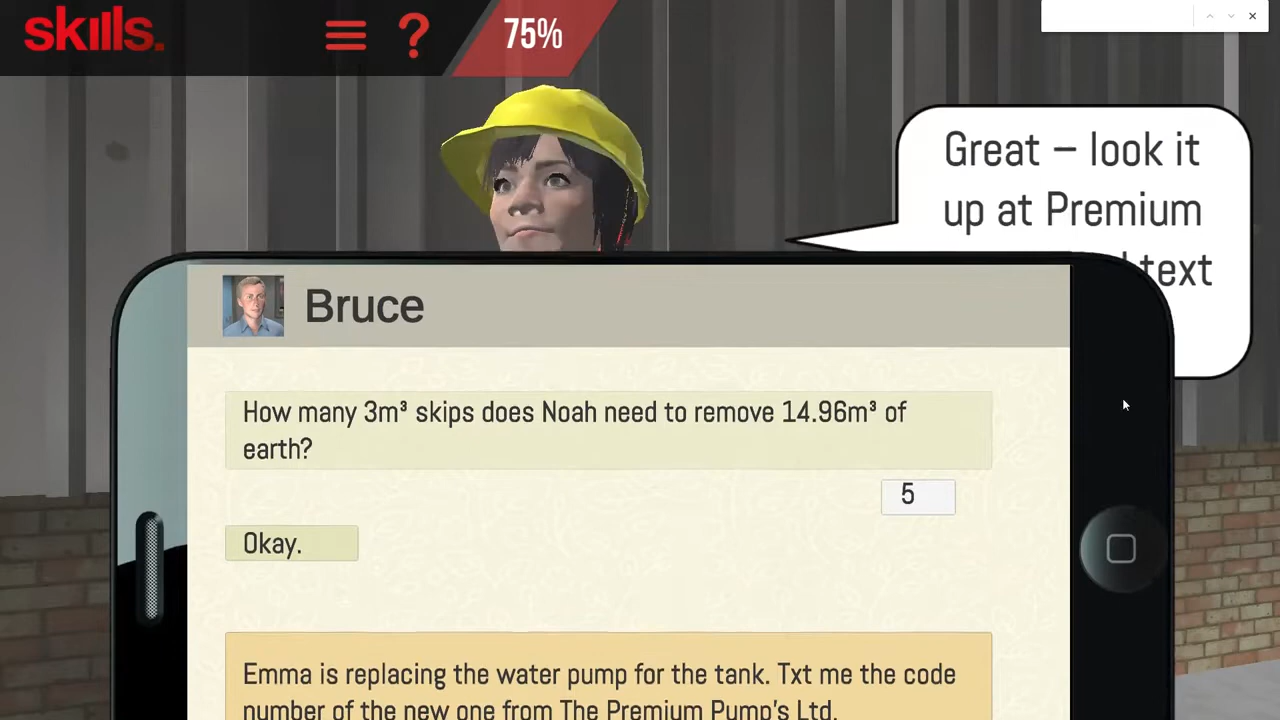 skills.
?
75%
Great – look it
up at Premium
text
Bruce
How many 3m³ skips does Noah need to remove 14.96m³ of
earth?
5
Okay.
Emma is replacing the water pump for the tank. Txt me the code
number of the new one from The Premium Pump's Ltd.